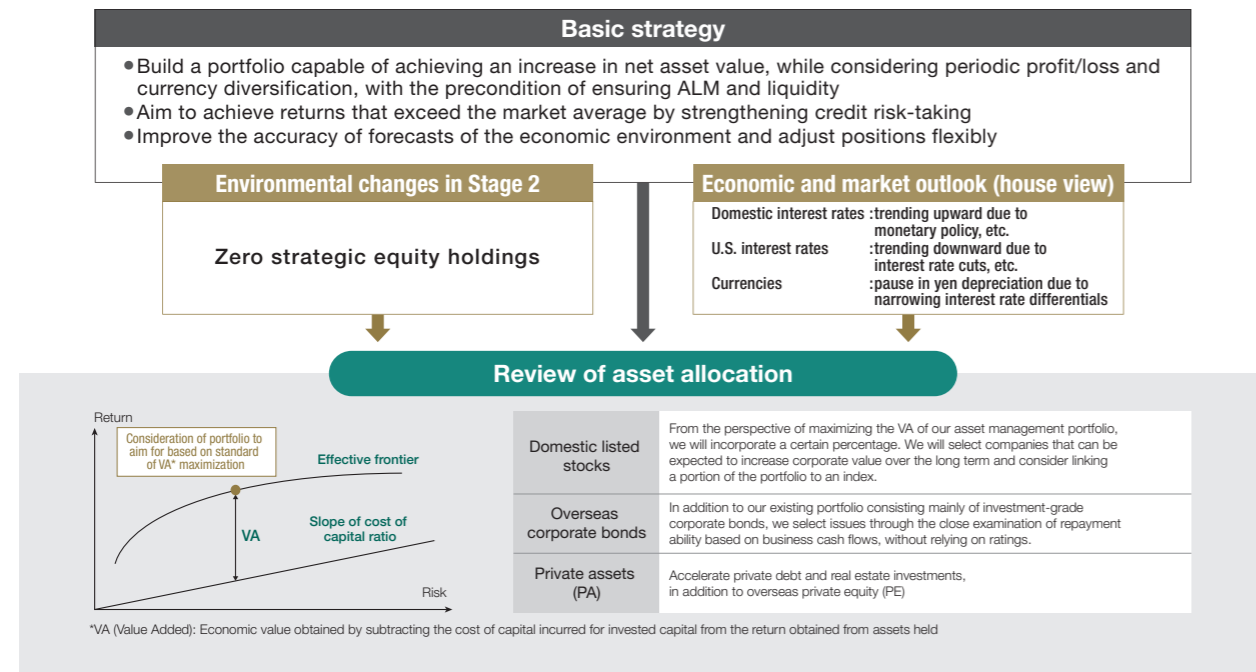 Basic strategy
●Build a portfolio capable of achieving an increase in net asset value, while considering periodic profit/loss and
currency diversification, with the precondition of ensuring ALM and liquidity
●Aim to achieve returns that exceed the market average by strengthening credit risk-taking
●Improve the accuracy of forecasts of the economic environment and adjust positions flexibly
Environmental changes in Stage 2
Zero strategic equity holdings
Economic and market outlook (house view)
Domestic interest rates :trending upward due to
monetary policy, etc.
U.S. interest rates :trending downward due to
interest rate cuts, etc.
Currencies :pause in yen depreciation due to
narrowing interest rate differentials
Review of asset allocation
Return
Consideration of portfolio to
aim for based on standard
of VA* maximization
Effective frontier
VA
Slope of cost of
capital ratio
Risk
Domestic listed
stocks
From the perspective of maximizing the VA of our asset management portfolio,
we will incorporate a certain percentage. We will select companies that can be
expected to increase corporate value over the long term and consider linking
a portion of the portfolio to an index.
Overseas
corporate bonds
In addition to our existing portfolio consisting mainly of investment-grade
corporate bonds, we select issues through the close examination of repayment
ability based on business cash flows, without relying on ratings.
Private assets
(PA)
Accelerate private debt and real estate investments,
in addition to overseas private equity (PE)
*VA (Value Added): Economic value obtained by subtracting the cost of capital incurred for invested capital from the return obtained from assets held